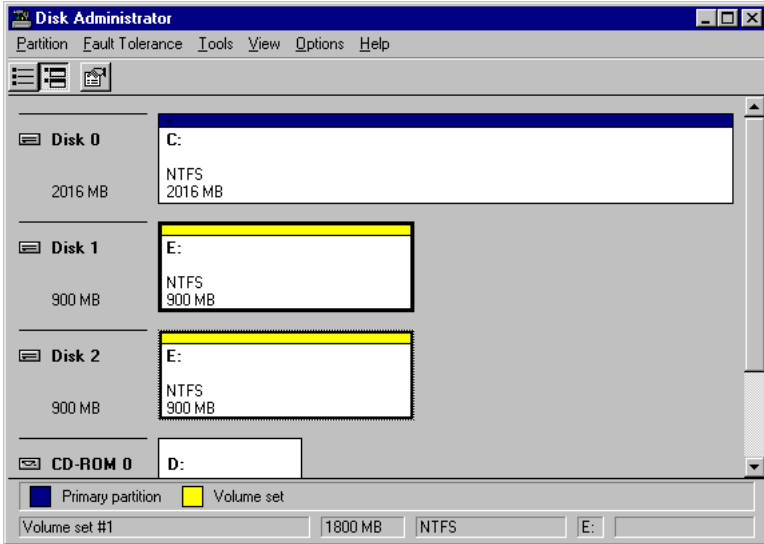 Disk Administrator
Partition Fault Tolerance Tools View Options Help
Disk 0
2016 MB
C:
NTFS
2016 MB
Disk 1
900 MB
E:
NTFS
900 MB
Disk 2
900 MB
E:
NTFS
900 MB
CD-ROM 0
D:
Primary partition Volume set
Volume set #1 1800 MB NTFS E: